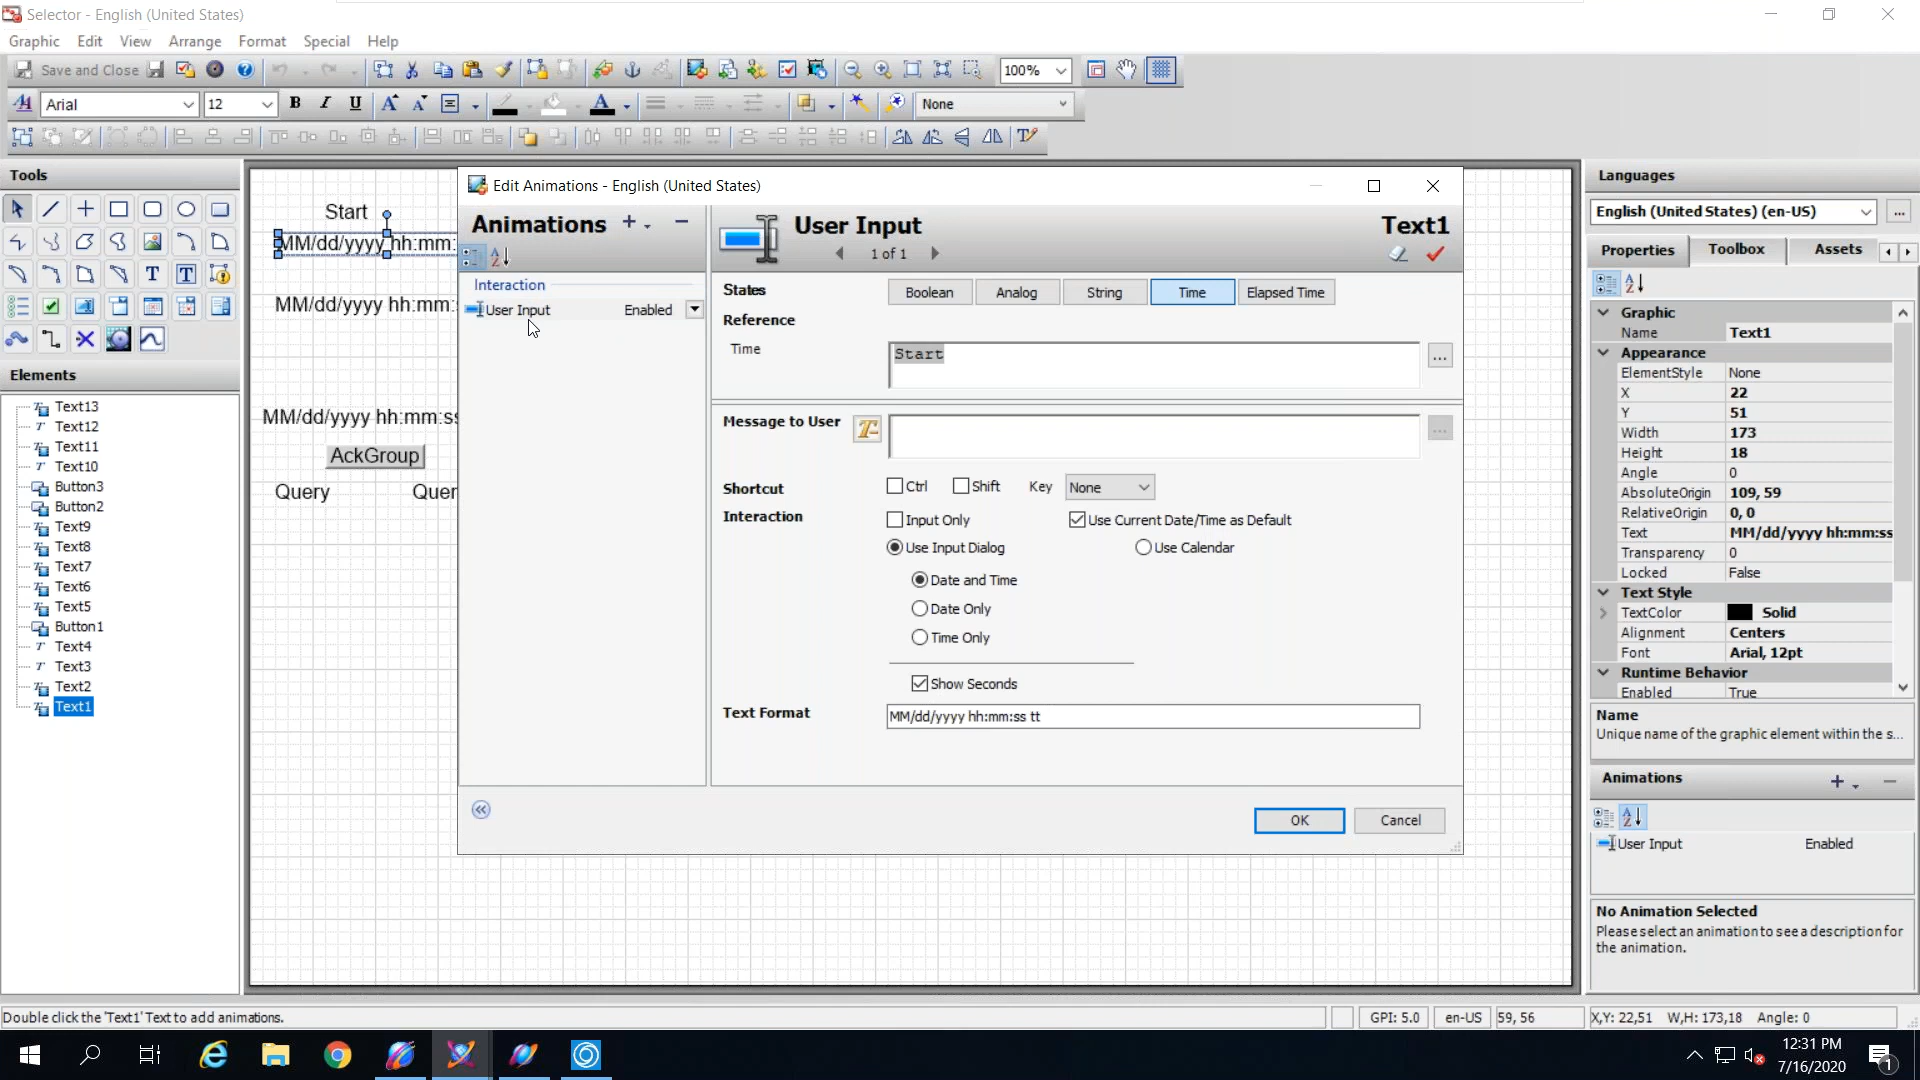 Selector - English (United States)
Graphic Edit View Arrange Format Special Help
Save and Close
100%
Arial 12 B I U
None
Tools
Elements
Text13
Text12
Text11
Text10
Button3
Button2
Text9
Text8
Text7
Text6
Text5
Button1
Text4
Text3
Text2
Text1
Start
MM/dd/yyyy hh:mm:
MM/dd/yyyy hh:mm:
MM/dd/yyyy hh:mm:ss
AckGroup
Query Quer
Edit Animations - English (United States)
Animations
Interaction
User Input Enabled
User Input
1 of 1
Text1
States Boolean Analog String Time Elapsed Time
Reference
Time Start
Message to User
Shortcut Ctrl Shift Key None
Interaction Input Only Use Current Date/Time as Default
Use Input Dialog Use Calendar
Date and Time
Date Only
Time Only
Show Seconds
Text Format MM/dd/yyyy hh:mm:ss tt
OK Cancel
Languages
English (United States) (en-US)
Properties Toolbox Assets
Graphic
Name Text1
Appearance
ElementStyle None
X 22
Y 51
Width 173
Height 18
Angle 0
AbsoluteOrigin 109, 59
RelativeOrigin 0, 0
Text MM/dd/yyyy hh:mm:ss
Transparency 0
Locked False
Text Style
TextColor Solid
Alignment Centers
Font Arial, 12pt
Runtime Behavior
Enabled True
Name
Unique name of the graphic element within the s...
Animations
User Input Enabled
No Animation Selected
Please select an animation to see a description for
the animation.
Double click the 'Text1' Text to add animations.
GPI: 5.0 en-US 59, 56 X,Y: 22,51 W,H: 173,18 Angle: 0
12:31 PM
7/16/2020
1